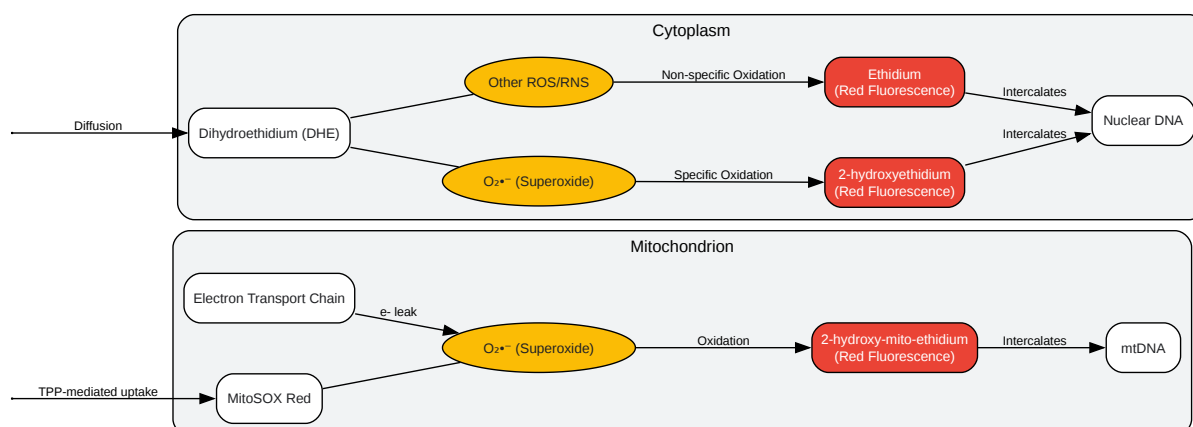 Cytoplasm
Other ROS/RNS
Non-specific Oxidation
Ethidium
(Red Fluorescence)
Intercalates
Diffusion
Dihydroethidium (DHE)
Nuclear DNA
Intercalates
O₂•⁻ (Superoxide)
Specific Oxidation
2-hydroxyethidium
(Red Fluorescence)
Mitochondrion
Electron Transport Chain
e- leak
O₂•⁻ (Superoxide)
Oxidation
2-hydroxy-mito-ethidium
(Red Fluorescence)
Intercalates
mtDNA
TPP-mediated uptake
MitoSOX Red